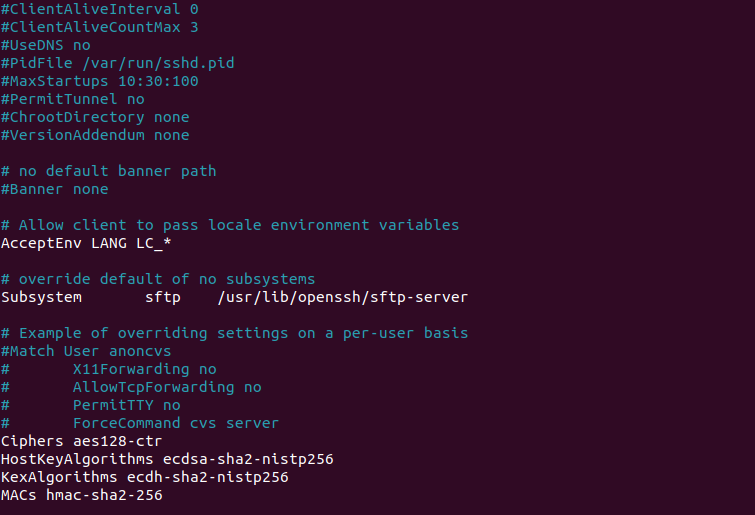 #ClientAliveInterval 0
#ClientAliveCountMax 3
#UseDNS no
#PidFile /var/run/sshd.pid
#MaxStartups 10:30:100
#PermitTunnel no
#ChrootDirectory none
#VersionAddendum none

# no default banner path
#Banner none

# Allow client to pass locale environment variables
AcceptEnv LANG LC_*

# override default of no subsystems
Subsystem       sftp    /usr/lib/openssh/sftp-server

# Example of overriding settings on a per-user basis
#Match User anoncvs
#       X11Forwarding no
#       AllowTcpForwarding no
#       PermitTTY no
#       ForceCommand cvs server
Ciphers aes128-ctr
HostKeyAlgorithms ecdsa-sha2-nistp256
KexAlgorithms ecdh-sha2-nistp256
MACs hmac-sha2-256